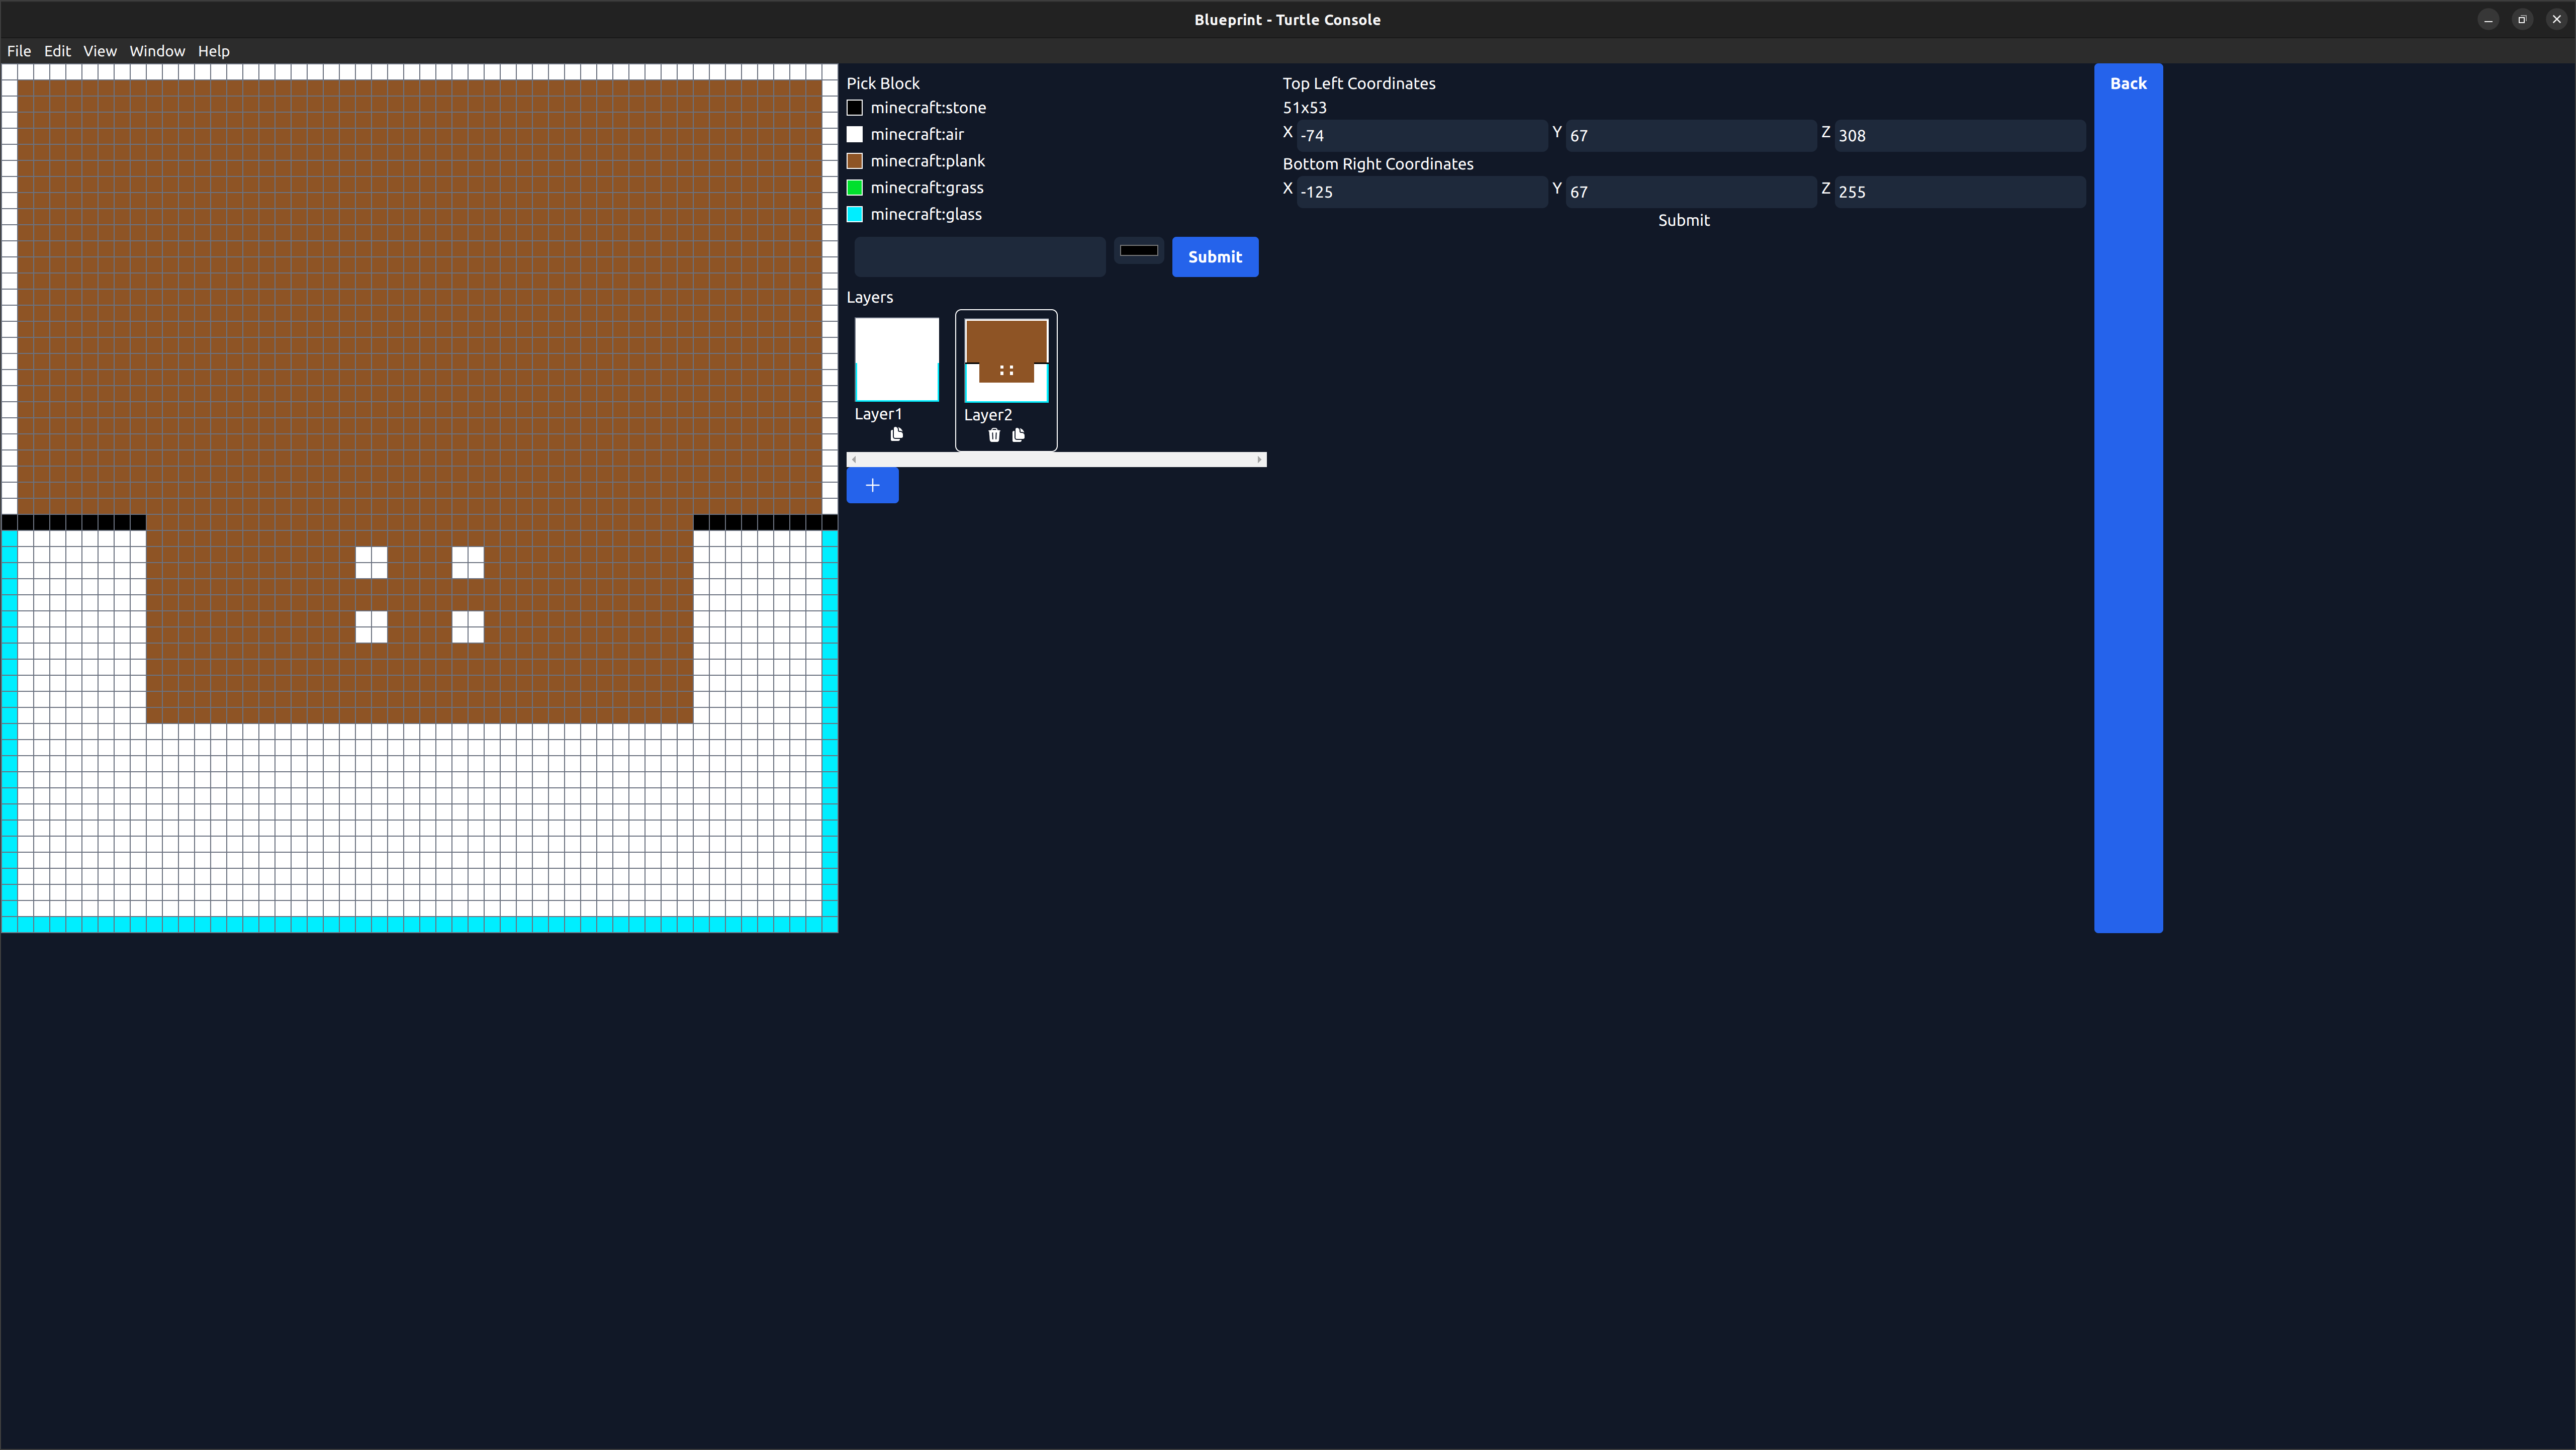 Blueprint - Turtle Console
File Edit View Window Help
Pick Block
minecraft:stone
minecraft:air
minecraft:plank
minecraft:grass
minecraft:glass
Submit
Layers
Layer1
Layer2
+
Top Left Coordinates
51x53
X -74 Y 67 Z 308
Bottom Right Coordinates
X -125 Y 67 Z 255
Submit
Back